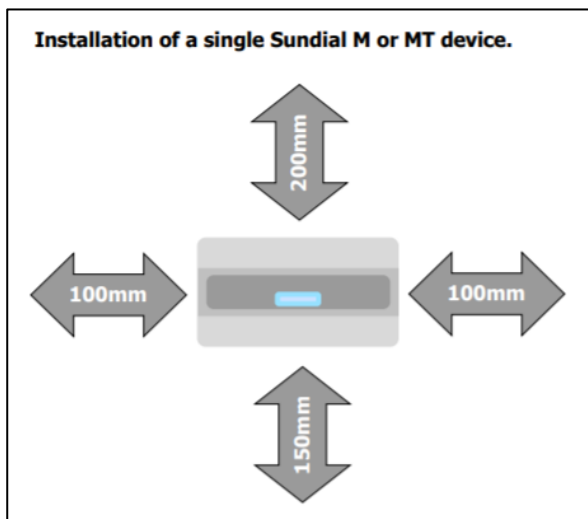 Installation of a single Sundial M or MT device.
200mm
100mm
100mm
150mm